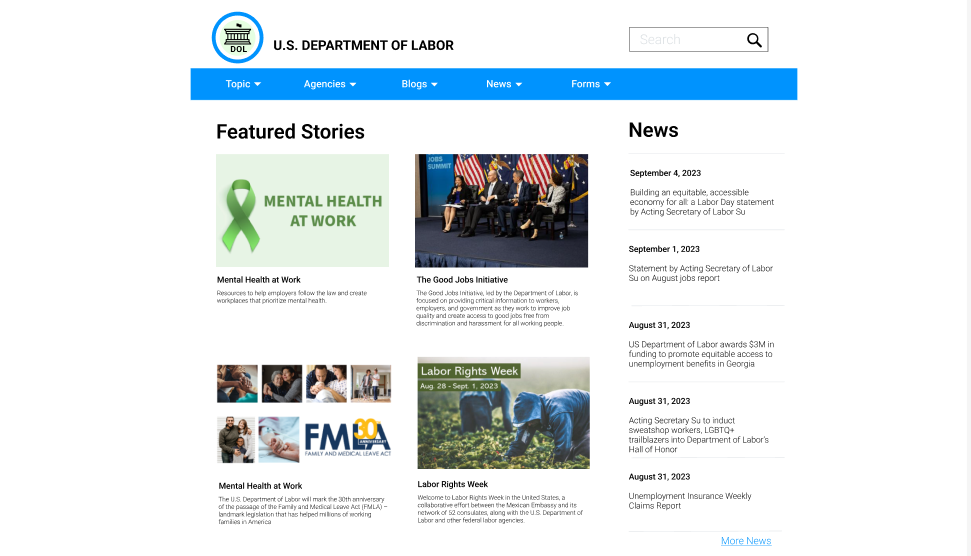 DOL
U.S. DEPARTMENT OF LABOR
Search
Topic
Agencies
Blogs
News
Forms
Featured Stories
MENTAL HEALTH
AT WORK
Mental Health at Work
Resources to help employers follow the law and create
workplaces that prioritize mental health.
JOBS
SUMMIT
The Good Jobs Initiative
The Good Jobs Initiative, led by the Department of Labor, is
focused on providing critical information to workers,
employers, and government as they work to improve job
quality and create access to good jobs free from
discrimination and harassment for all working people.
FMLA
30
ANNIVERSARY
FAMILY AND MEDICAL LEAVE ACT
Mental Health at Work
The U.S. Department of Labor will mark the 30th anniversary
of the passage of the Family and Medical Leave Act (FMLA) –
landmark legislation that has helped millions of working
families in America
Labor Rights Week
Aug. 28 - Sept. 1, 2023
Labor Rights Week
Welcome to Labor Rights Week in the United States, a
collaborative effort between the Mexican Embassy and its
network of 52 consulates, along with the U.S. Department of
Labor and other federal labor agencies.
News
September 4, 2023
Building an equitable, accessible
economy for all: a Labor Day statement
by Acting Secretary of Labor Su
September 1, 2023
Statement by Acting Secretary of Labor
Su on August jobs report
August 31, 2023
US Department of Labor awards $3M in
funding to promote equitable access to
unemployment benefits in Georgia
August 31, 2023
Acting Secretary Su to induct
sweatshop workers, LGBTQ+
trailblazers into Department of Labor's
Hall of Honor
August 31, 2023
Unemployment Insurance Weekly
Claims Report
More News